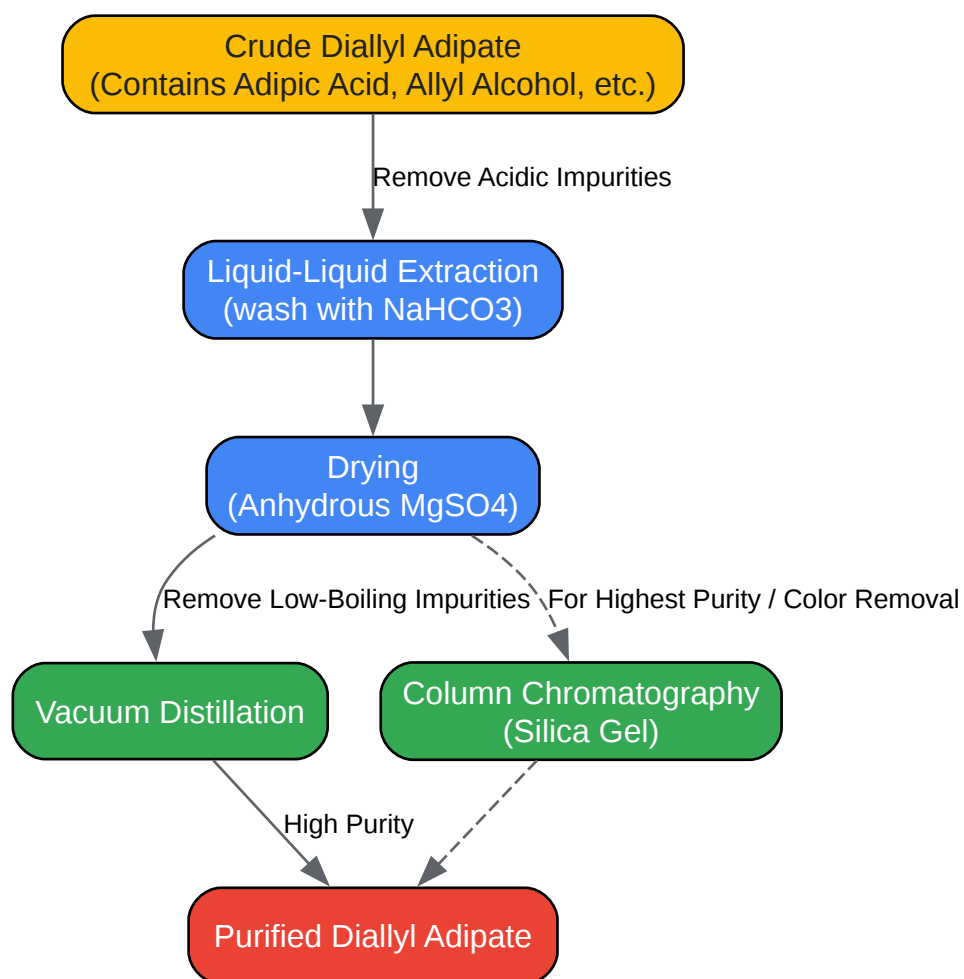 Crude Diallyl Adipate
(Contains Adipic Acid, Allyl Alcohol, etc.)
Remove Acidic Impurities
Liquid-Liquid Extraction
(wash with NaHCO3)
Drying
(Anhydrous MgSO4)
Remove Low-Boiling Impurities
For Highest Purity / Color Removal
Vacuum Distillation
Column Chromatography
(Silica Gel)
High Purity
Purified Diallyl Adipate